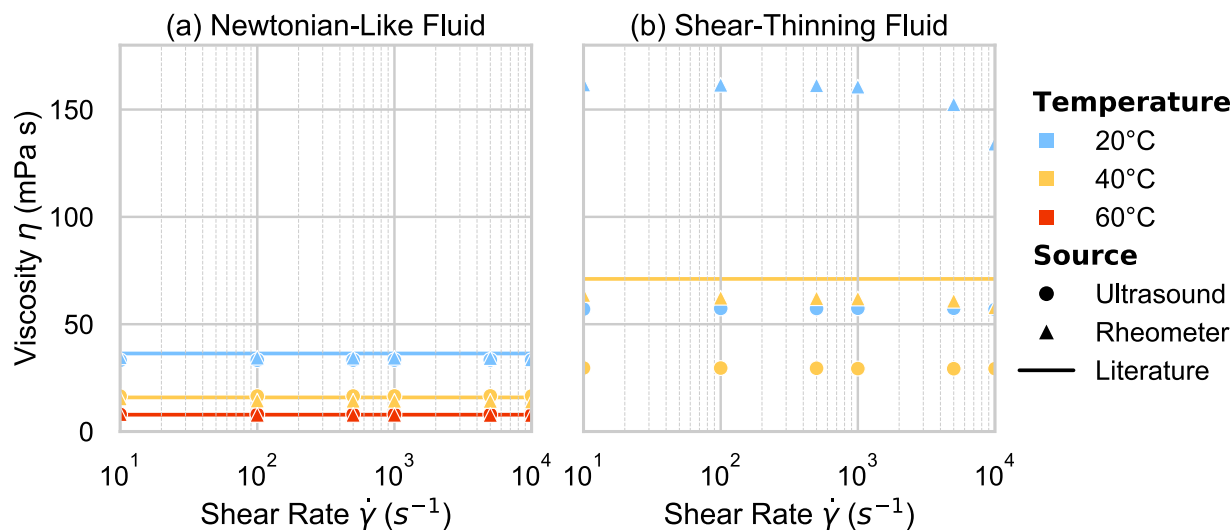 (a) Newtonian-Like Fluid
(b) Shear-Thinning Fluid
Viscosity η (mPa s)
150
100
50
0
10¹ 10² 10³ 10⁴
10¹ 10² 10³ 10⁴
Shear Rate γ̇ (s⁻¹)
Shear Rate γ̇ (s⁻¹)
Temperature
20°C
40°C
60°C
Source
Ultrasound
Rheometer
Literature